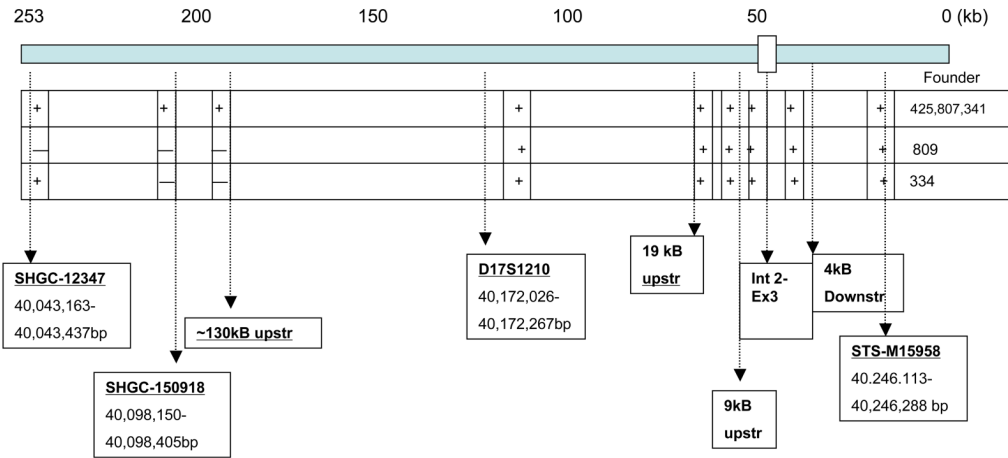 253 200 150 100 50 0 (kb)
Founder
+ + + + + + + + + 425,807,341
— — — + + + + + + 809
+ — — + + + + + + 334
SHGC-12347
40,043,163-
40,043,437bp
~130kB upstr
SHGC-150918
40,098,150-
40,098,405bp
D17S1210
40,172,026-
40,172,267bp
19 kB
upstr
9kB
upstr
Int 2-
Ex3
4kB
Downstr
STS-M15958
40.246.113-
40,246,288 bp